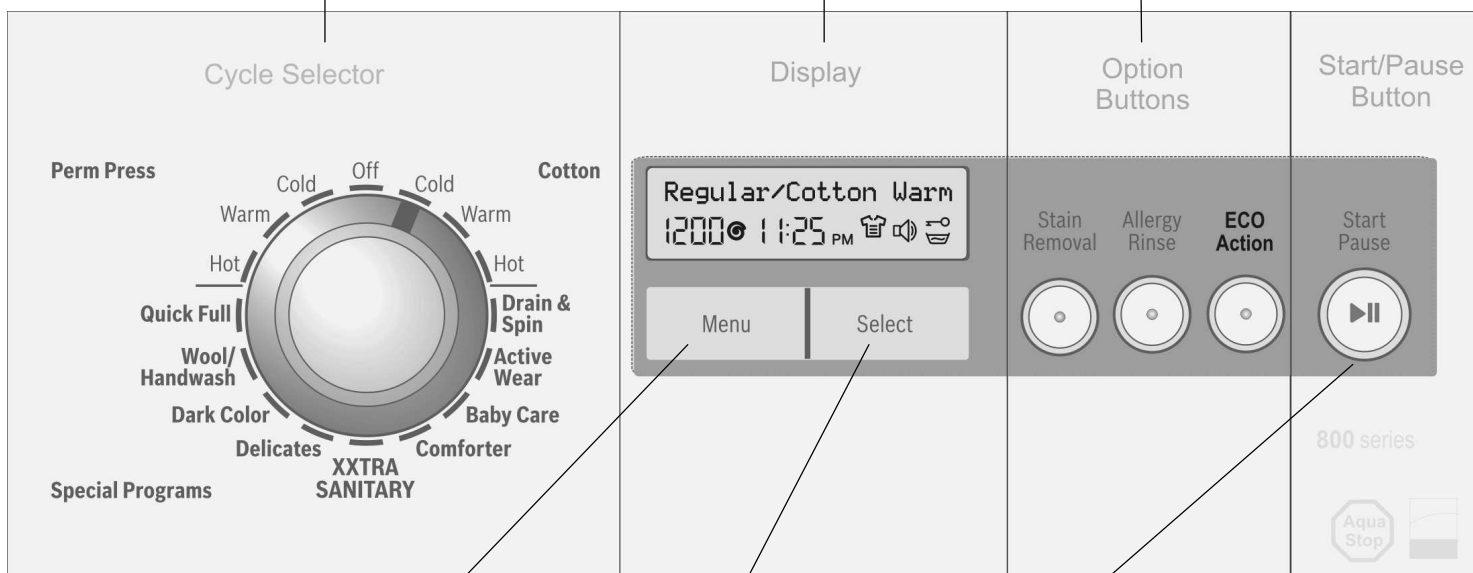 Cycle Selector
Display
Option
Buttons
Start/Pause
Button
Perm Press
Cotton
Off
Cold
Cold
Warm
Warm
Hot
Hot
Quick Full
Drain &
Spin
Wool/
Handwash
Active
Wear
Dark Color
Baby Care
Delicates
Comforter
XXTRA
SANITARY
Special Programs
Regular/Cotton Warm
1200 11:25 PM
Menu
Select
Stain
Removal
Allergy
Rinse
ECO
Action
Start
Pause
800 series
Aqua
Stop